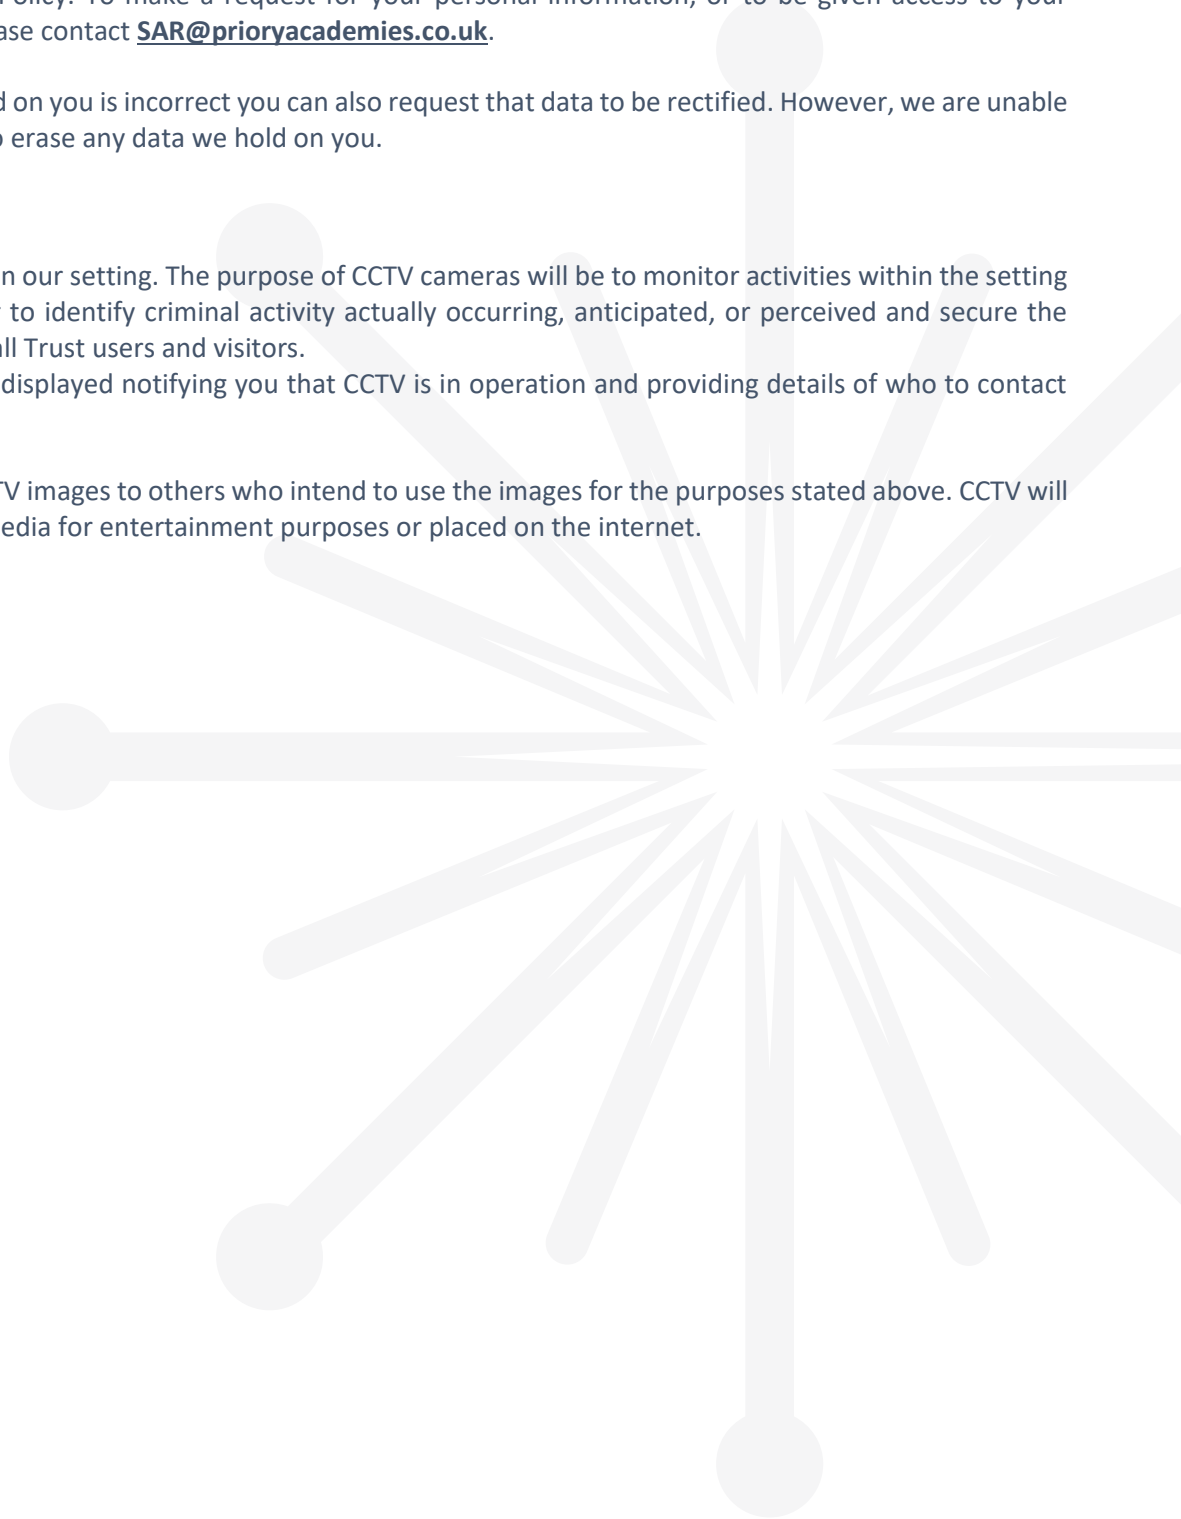 Policy. To make a request for your personal information, or to be given access to your
ase contact SAR@prioryacademies.co.uk.
d on you is incorrect you can also request that data to be rectified. However, we are unable
o erase any data we hold on you.
n our setting. The purpose of CCTV cameras will be to monitor activities within the setting
to identify criminal activity actually occurring, anticipated, or perceived and secure the
all Trust users and visitors.
displayed notifying you that CCTV is in operation and providing details of who to contact
TV images to others who intend to use the images for the purposes stated above. CCTV will
edia for entertainment purposes or placed on the internet.